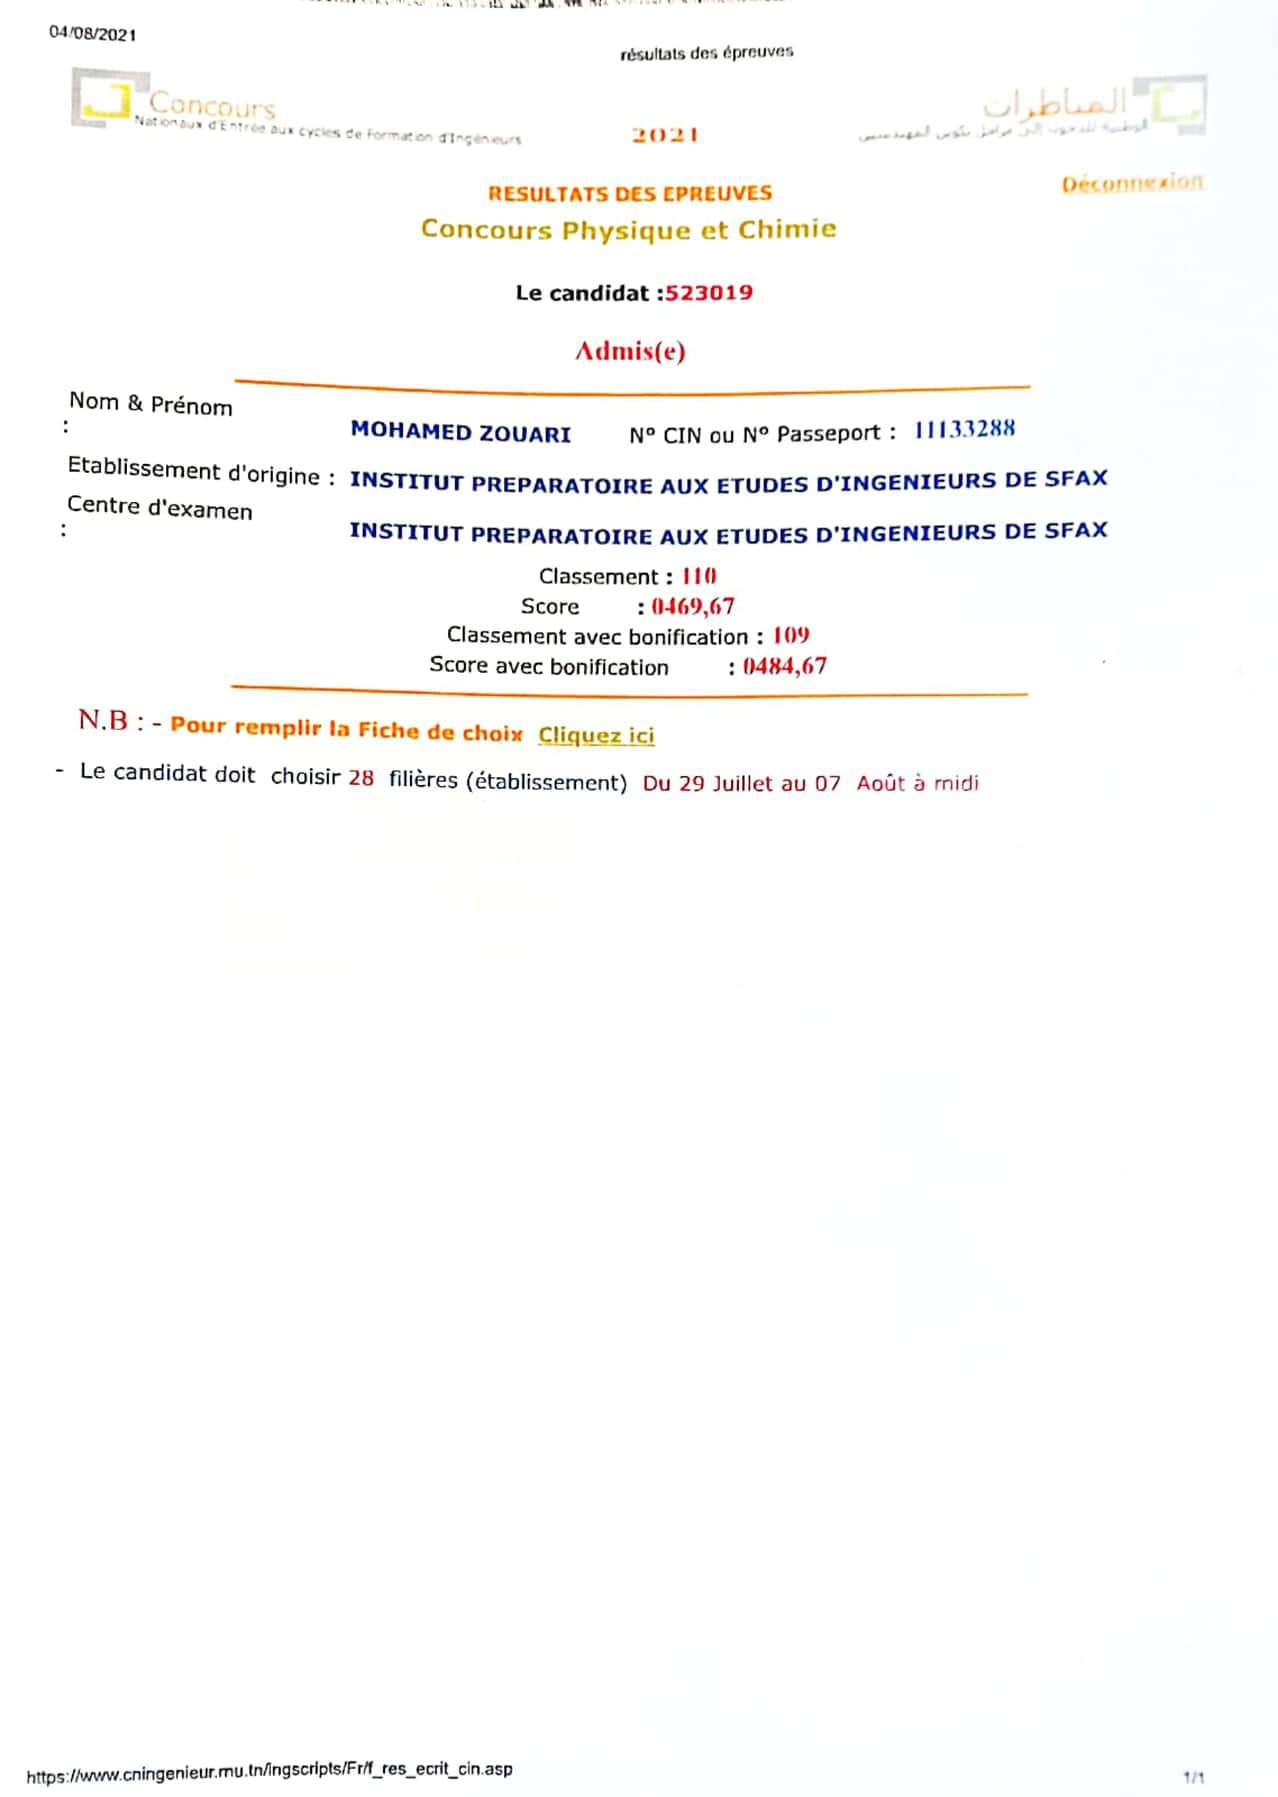 04/08/2021
résultats des épreuves
Concours
Nationaux d'Entrée aux cycles de Formation d'Ingénieurs
2021
المناظرات
الوطنية للدخول إلى مراحل تكوين المهندسين
Déconnexion
RESULTATS DES EPREUVES
Concours Physique et Chimie
Le candidat :523019
Admis(e)
Nom & Prénom :
MOHAMED ZOUARI N° CIN ou N° Passeport : 11133288
Etablissement d'origine : INSTITUT PREPARATOIRE AUX ETUDES D'INGENIEURS DE SFAX
Centre d'examen :
INSTITUT PREPARATOIRE AUX ETUDES D'INGENIEURS DE SFAX
Classement : 110
Score : 0469,67
Classement avec bonification : 109
Score avec bonification : 0484,67
N.B : - Pour remplir la Fiche de choix Cliquez ici
- Le candidat doit choisir 28 filières (établissement) Du 29 Juillet au 07 Août à midi
https://www.cningenieur.rnu.tn/ingscripts/Fr/f_res_ecrit_cin.asp
1/1